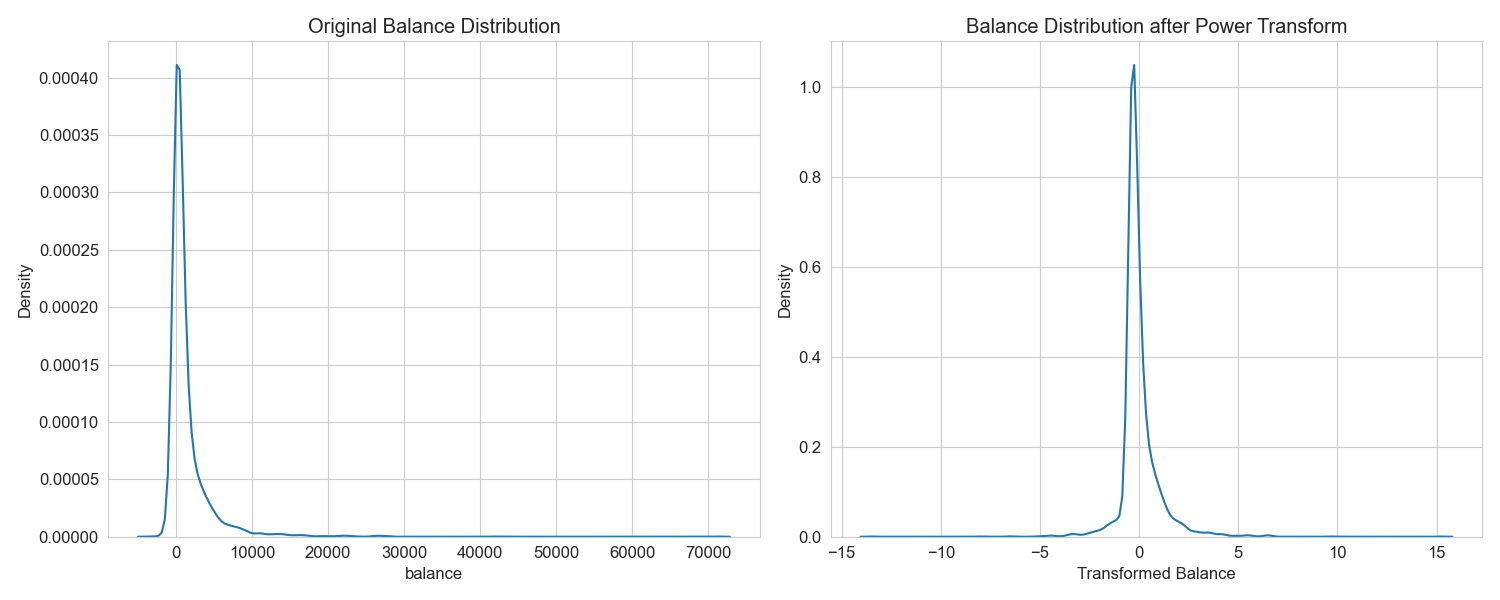 Original Balance Distribution
Density
0.00040
0.00035
0.00030
0.00025
0.00020
0.00015
0.00010
0.00005
0.00000
0 10000 20000 30000 40000 50000 60000 70000
balance
Balance Distribution after Power Transform
Density
1.0
0.8
0.6
0.4
0.2
0.0
−15 −10 −5 0 5 10 15
Transformed Balance